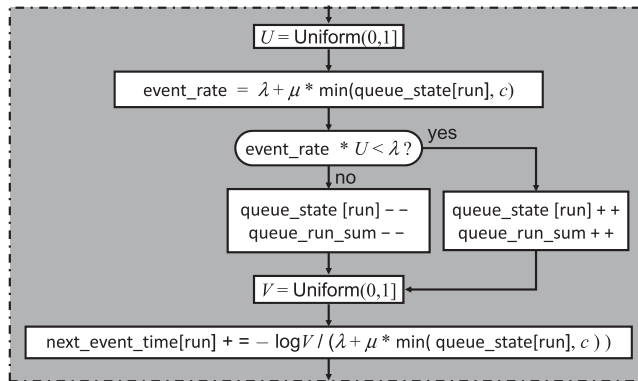 U = Uniform(0,1]
event_rate = λ + μ * min(queue_state[run], c)
event_rate * U < λ ?
yes
no
queue_state [run] − −
queue_run_sum − −
queue_state [run] + +
queue_run_sum + +
V = Uniform(0,1]
next_event_time[run] + = − logV / (λ + μ * min( queue_state[run], c ) )